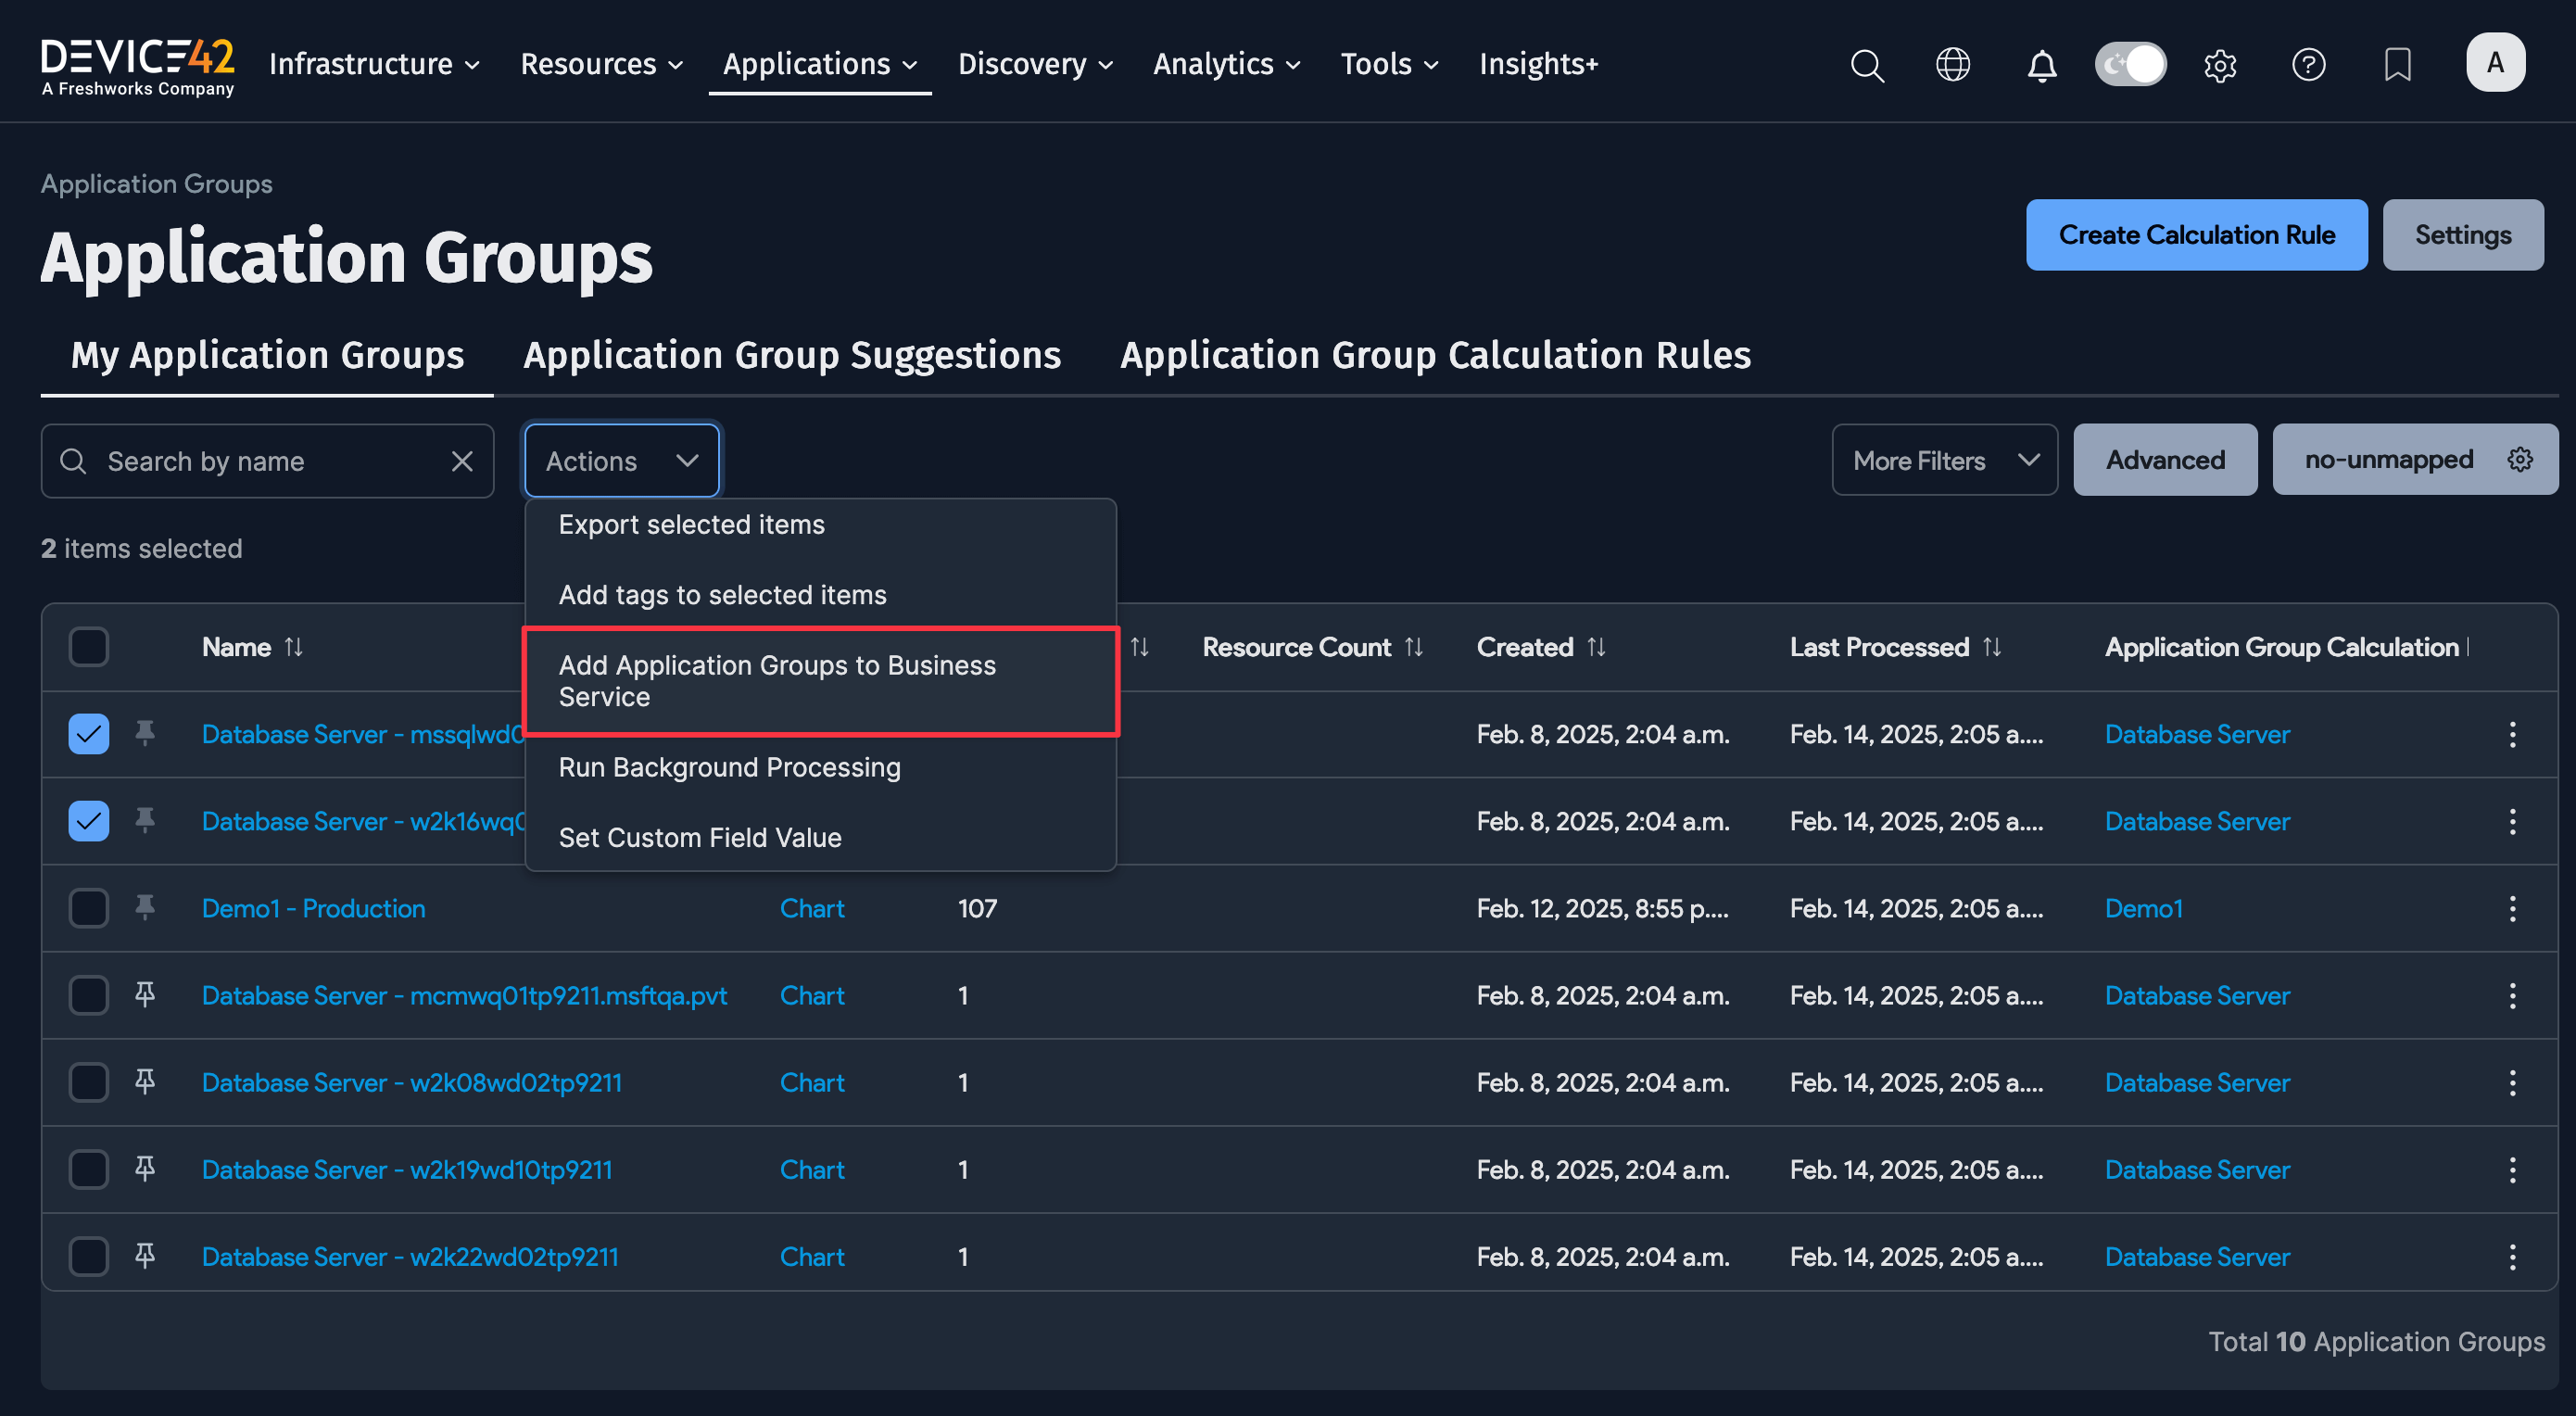 DEVICE42
A Freshworks Company
Infrastructure
Resources
Applications
Discovery
Analytics
Tools
Insights+
A
Application Groups
Application Groups
Create Calculation Rule
Settings
My Application Groups
Application Group Suggestions
Application Group Calculation Rules
Search by name
Actions
More Filters
Advanced
no-unmapped
2 items selected
Export selected items
Add tags to selected items
Add Application Groups to Business
Service
Run Background Processing
Set Custom Field Value
Name Resource Count Created Last Processed Application Group Calculation
Database Server - mssqlwd0 Feb. 8, 2025, 2:04 a.m. Feb. 14, 2025, 2:05 a.... Database Server
Database Server - w2k16wq0 Feb. 8, 2025, 2:04 a.m. Feb. 14, 2025, 2:05 a.... Database Server
Demo1 - Production Chart 107 Feb. 12, 2025, 8:55 p.... Feb. 14, 2025, 2:05 a.... Demo1
Database Server - mcmwq01tp9211.msftqa.pvt Chart 1 Feb. 8, 2025, 2:04 a.m. Feb. 14, 2025, 2:05 a.... Database Server
Database Server - w2k08wd02tp9211 Chart 1 Feb. 8, 2025, 2:04 a.m. Feb. 14, 2025, 2:05 a.... Database Server
Database Server - w2k19wd10tp9211 Chart 1 Feb. 8, 2025, 2:04 a.m. Feb. 14, 2025, 2:05 a.... Database Server
Database Server - w2k22wd02tp9211 Chart 1 Feb. 8, 2025, 2:04 a.m. Feb. 14, 2025, 2:05 a.... Database Server
Total 10 Application Groups